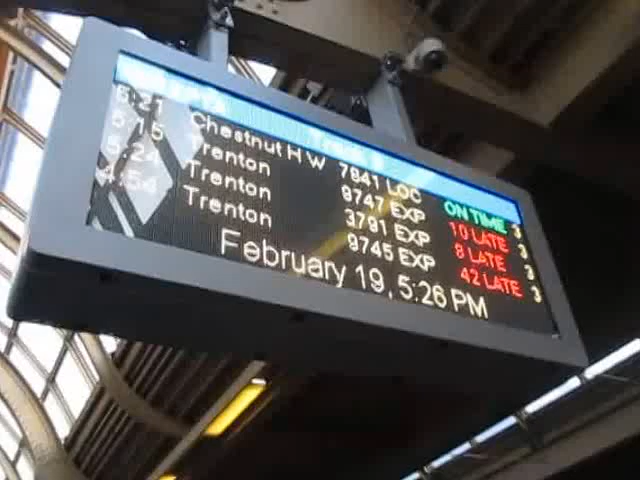 SEPTA Track 3
5:21 Chestnut H W 7841 LOC ON TIME 3
5:15 Trenton 9747 EXP 10 LATE 3
5:24 Trenton 3791 EXP 8 LATE 3
4:54 Trenton 9745 EXP 42 LATE 3
February 19, 5:26 PM